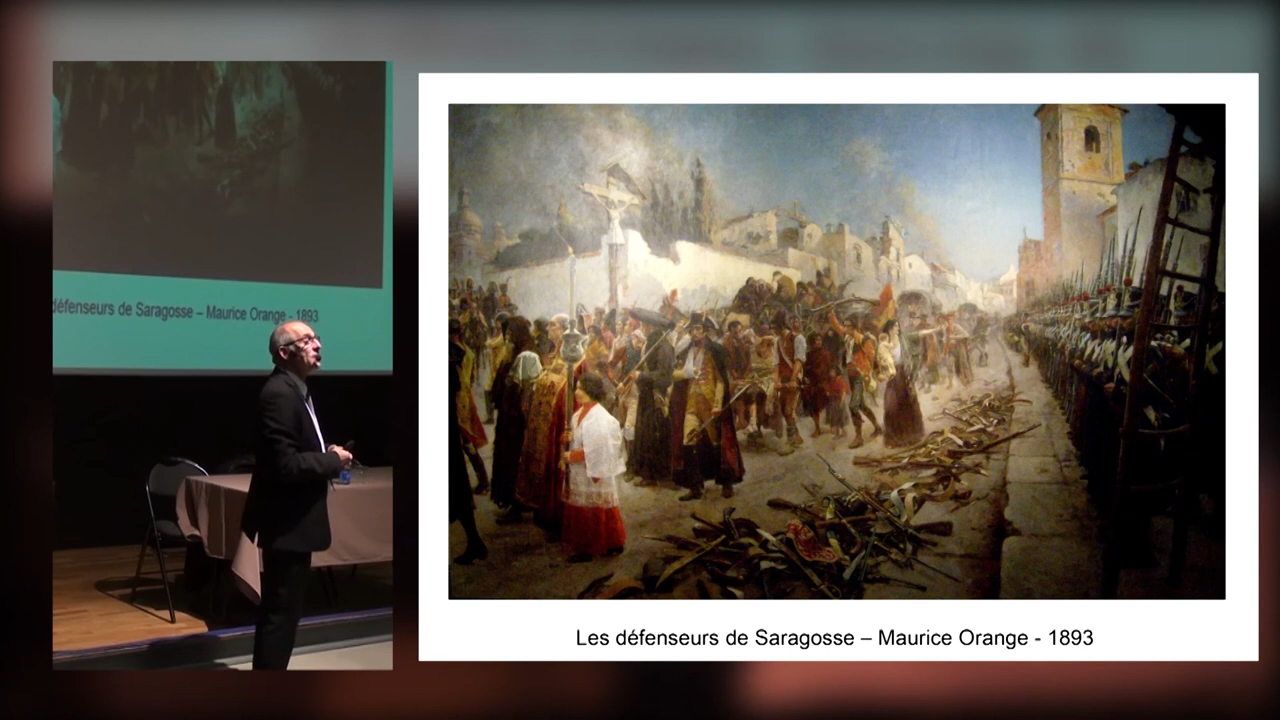 défenseurs de Saragosse – Maurice Orange - 1893
Les défenseurs de Saragosse – Maurice Orange - 1893